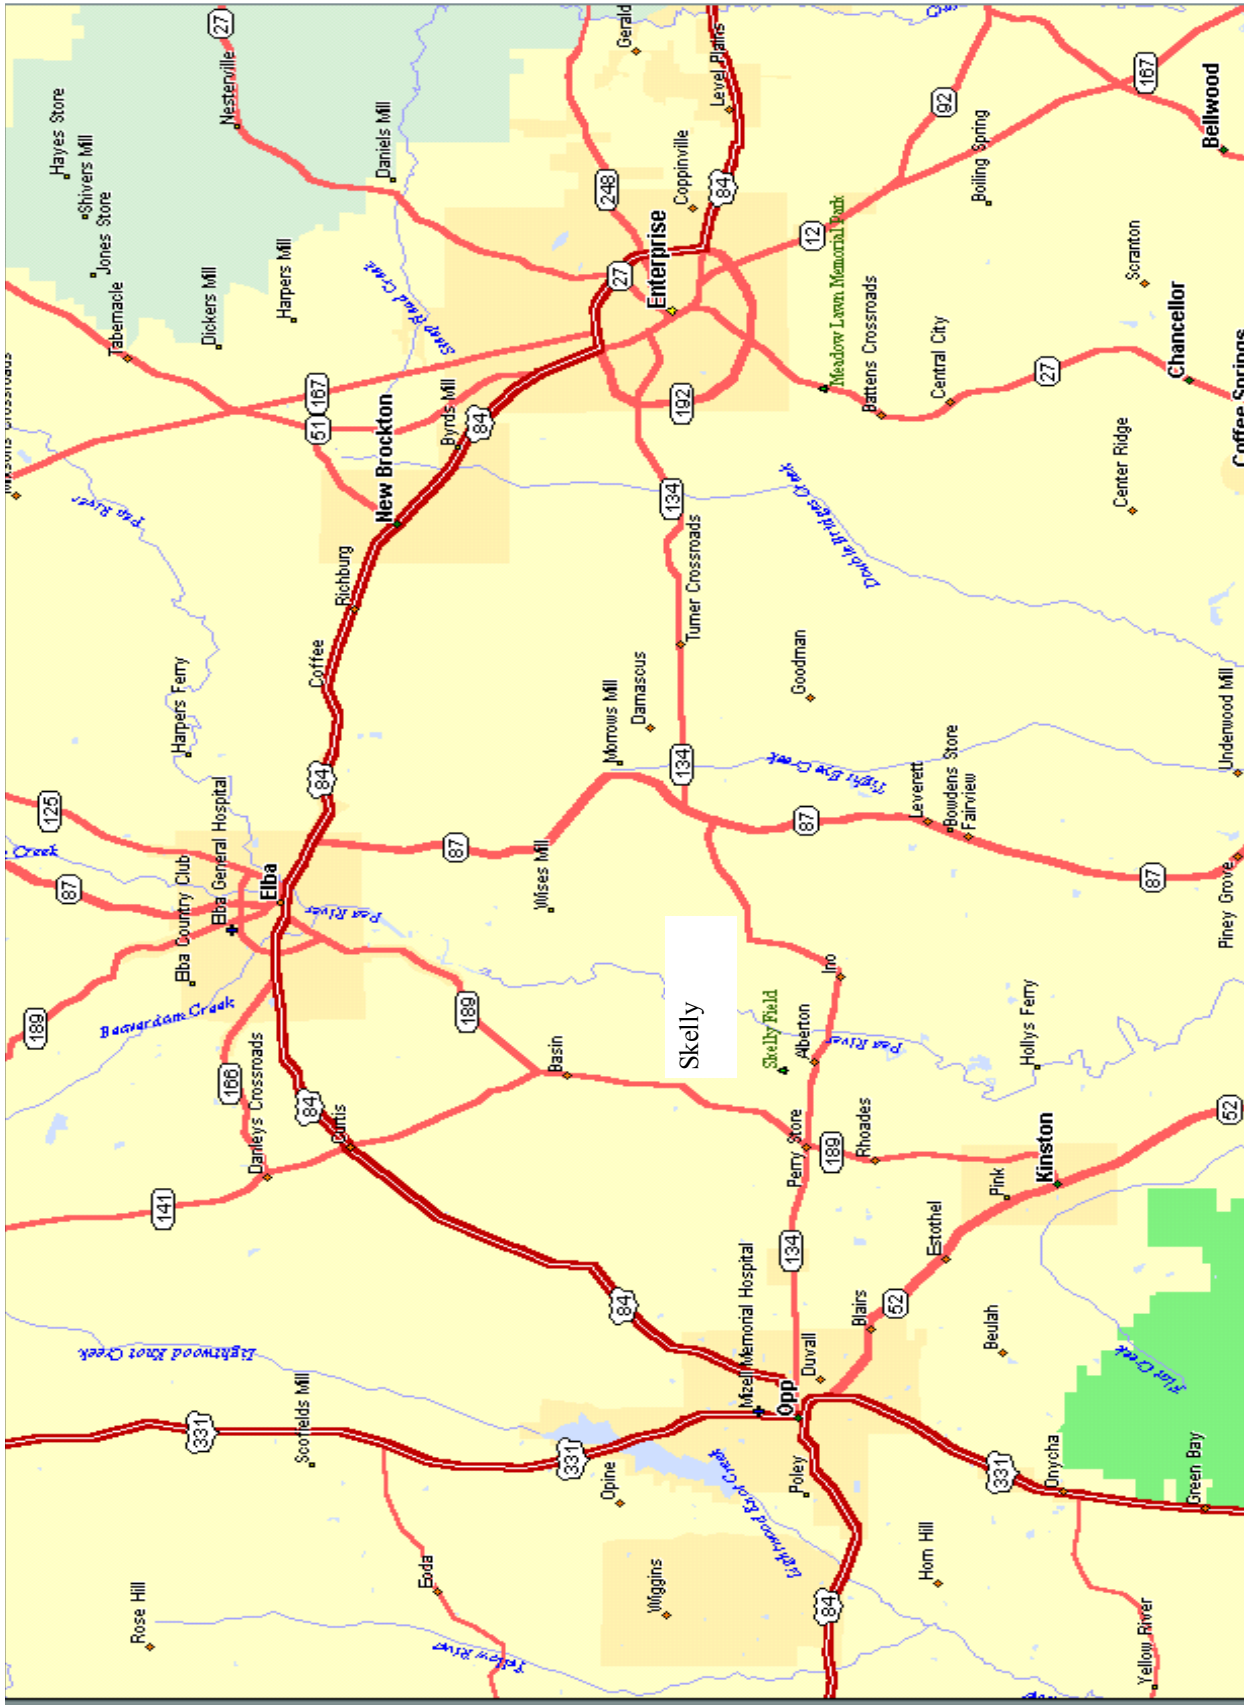 Rose Hill
331
Scofields Mill
Lightwood Knot Creek
141
166
Danleys Crossroads
Beaverdam Creek
189
Elba Country Club
Elba General Hospital
87
Creek
125
Harpers Ferry
Pea River
Tabernacle
Jones Store
Shivers Mill
Hayes Store
Nesterville
27
Dickers Mill
Harpers Mill
Daniels Mill
Eoda
Yellow River
84
Curtis
84
Elba
Pea River
84
Coffee
Richburg
New Brockton
51
167
Steep Head Creek
Byrds Mill
84
331
Opine
84
Basin
189
Wises Mill
87
Morrows Mill
Damascus
134
Turner Crossroads
134
192
Enterprise
27
248
Coppinville
84
Level Plains
Gerald
Wiggins
Lightwood Knot Creek
Mizell Memorial Hospital
Opp
Poley
Duvall
134
Perry Store
Skelly
Skelly Field
Alberton
Ino
Pea River
Tight Eye Creek
87
Goodman
Double Bridges Creek
Battens Crossroads
Meadow Lawn Memorial Park
12
84
Horn Hill
Blairs
52
Estothel
189
Rhoades
Leverett
Bowdens Store
Fairview
Central City
Boiling Spring
92
331
Onycha
Beulah
Pink
Kinston
Hollys Ferry
27
Center Ridge
Scranton
167
Yellow River
Green Bay
Flat Creek
52
87
Piney Grove
Underwood Mill
Chancellor
Coffee Springs
Bellwood